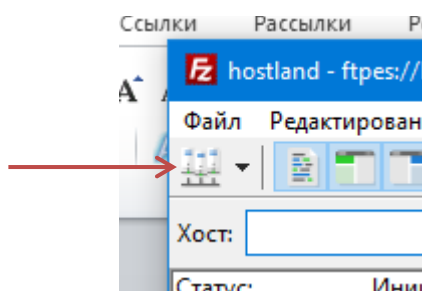 Ссылки Рассылки
hostland - ftpes://
Файл Редактирован
Хост:
Статус: